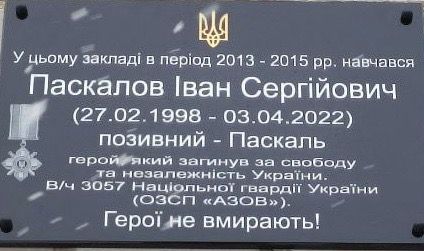 У цьому закладі в період 2013 - 2015 рр. навчався
Паскалов Іван Сергійович
(27.02.1998 - 03.04.2022)
позивний - Паскаль
герой, який загинув за свободу
та незалежність України.
В/ч 3057 Націольної гвардії України
(ОЗСП «АЗОВ»).
Герої не вмирають!